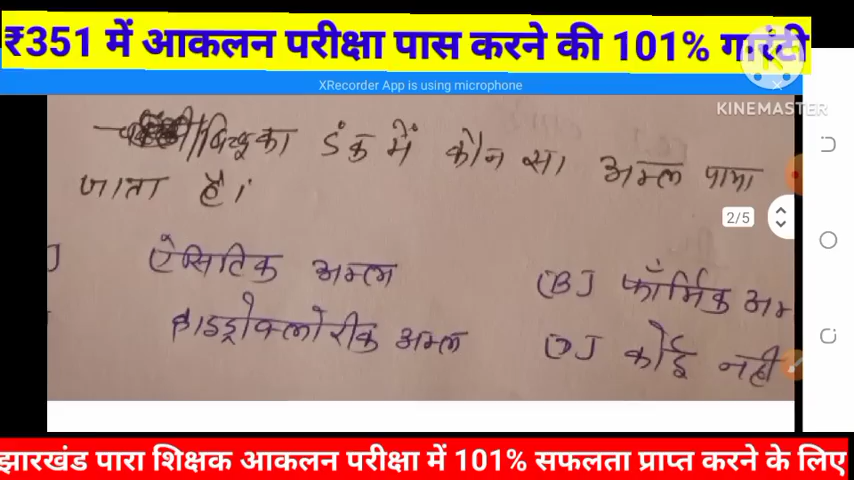 ₹351 में आकलन परीक्षा पास करने की 101% गारंटी
XRecorder App is using microphone
KINEMASTER
बिच्छू का डंक में कौन सा अम्ल पाया
जाता है।
2/5
ऐसिटिक अम्ल (B) फॉर्मिक अम
हाइड्रोक्लोरीक अम्ल (D) कोई नही
झारखंड पारा शिक्षक आकलन परीक्षा में 101% सफलता प्राप्त करने के लिए